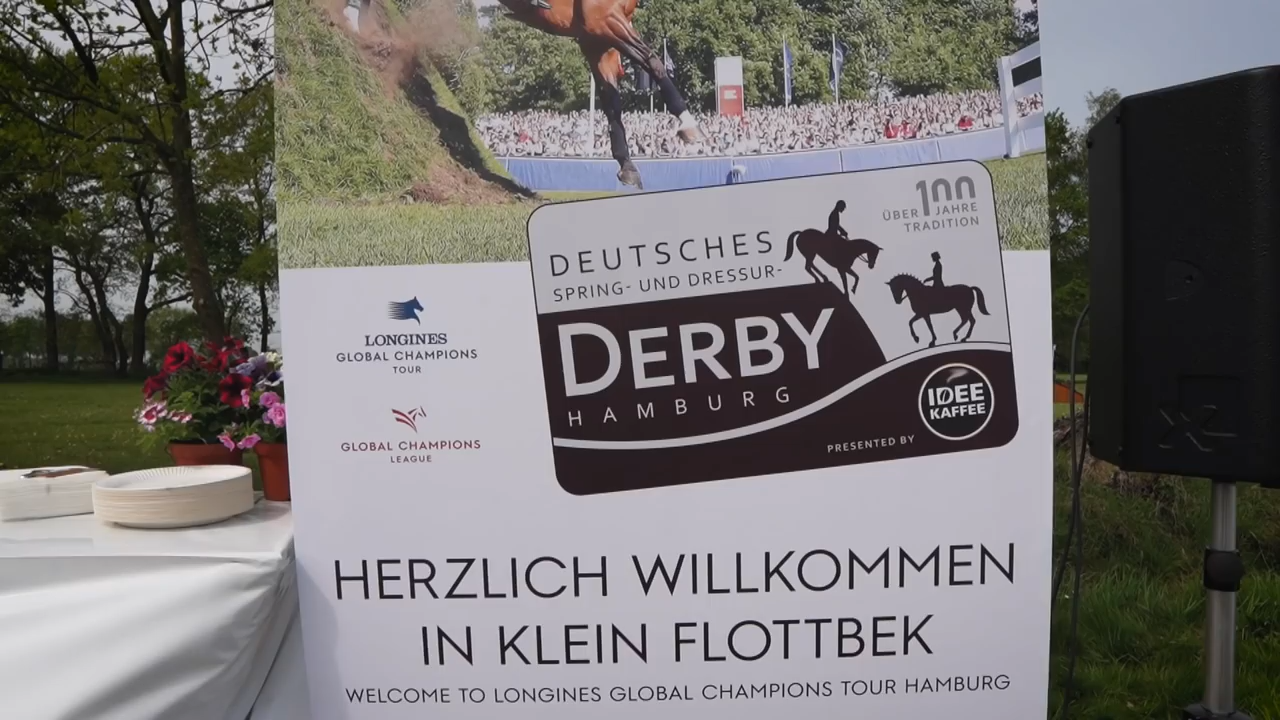 ÜBER 100 JAHRE
TRADITION
DEUTSCHES
SPRING- UND DRESSUR-
DERBY
HAMBURG
IDEE
KAFFEE
PRESENTED BY
LONGINES
GLOBAL CHAMPIONS
TOUR
GLOBAL CHAMPIONS
LEAGUE
HERZLICH WILLKOMMEN
IN KLEIN FLOTTBEK
WELCOME TO LONGINES GLOBAL CHAMPIONS TOUR HAMBURG